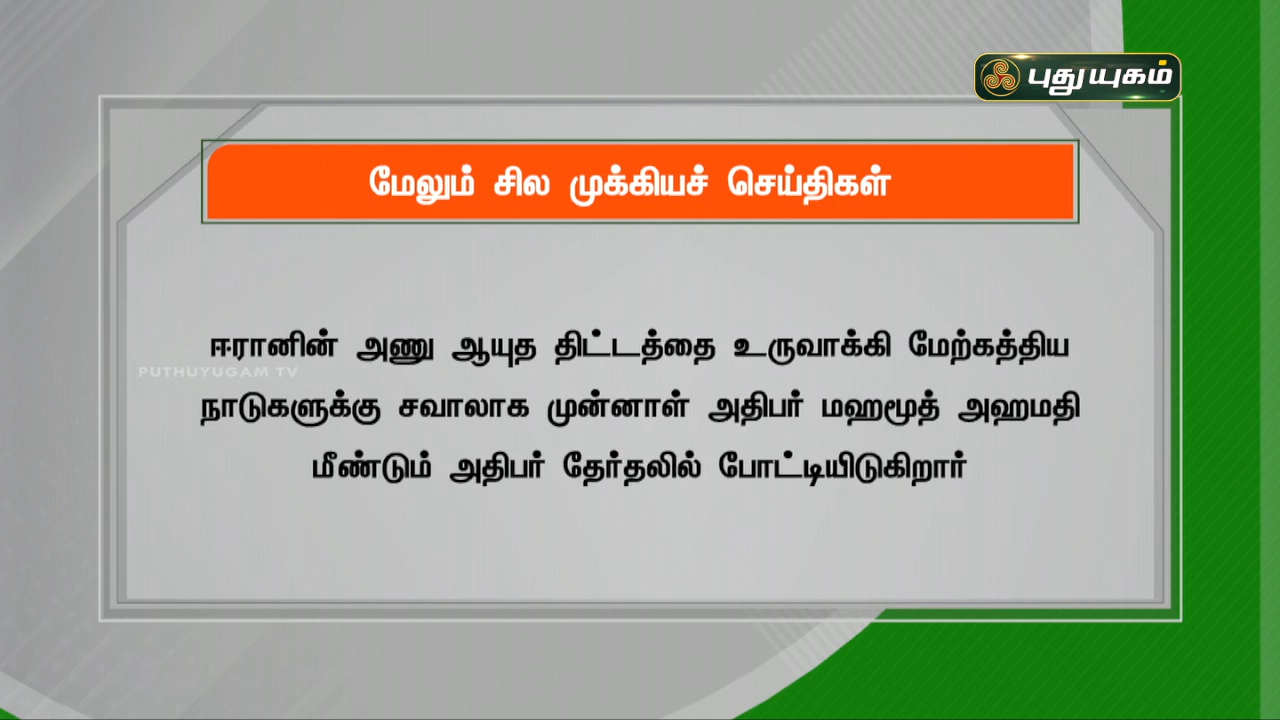 புதுயுகம்
மேலும் சில முக்கியச் செய்திகள்
ஈரானின் அணு ஆயுத திட்டத்தை உருவாக்கி மேற்கத்திய
PUTHUYUGAM TV
நாடுகளுக்கு சவாலாக முன்னாள் அதிபர் மஹமூத் அஹமதி
மீண்டும் அதிபர் தேர்தலில் போட்டியிடுகிறார்